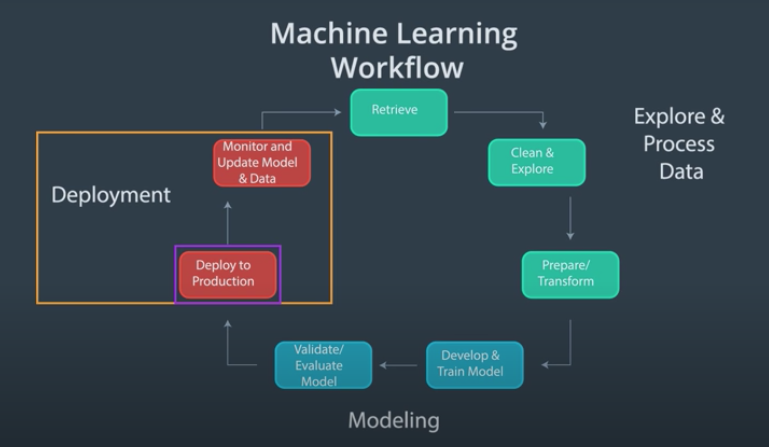 Machine Learning
Workflow
Retrieve
Clean &
Explore
Explore &
Process
Data
Prepare/
Transform
Develop &
Train Model
Modeling
Validate/
Evaluate
Model
Deploy to
Production
Deployment
Monitor and
Update Model
& Data